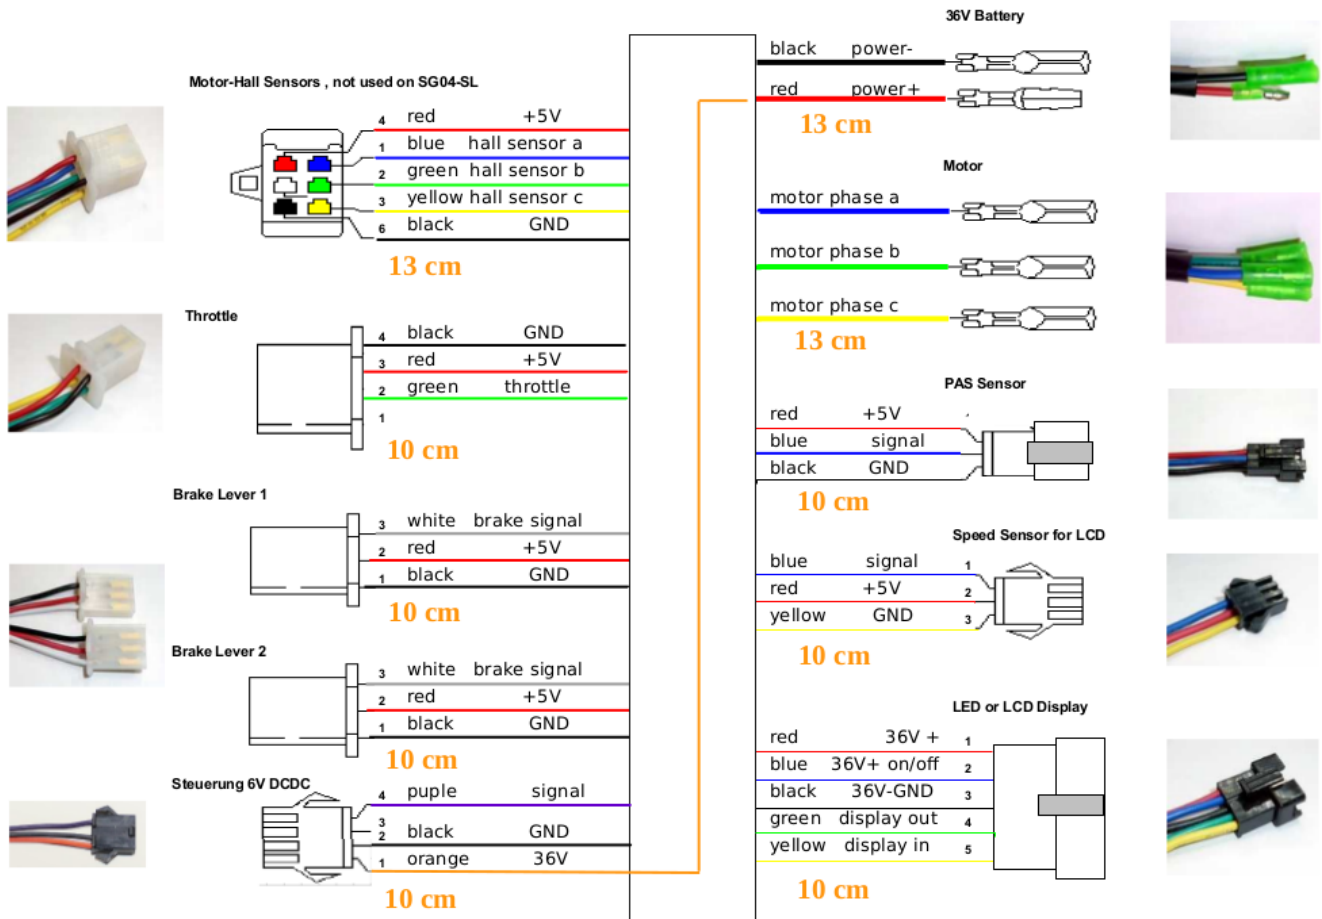 36V Battery
black power-
red power+
13 cm
Motor-Hall Sensors , not used on SG04-SL
4 red +5V
1 blue hall sensor a
2 green hall sensor b
3 yellow hall sensor c
6 black GND
13 cm
Motor
motor phase a
motor phase b
motor phase c
13 cm
Throttle
4 black GND
3 red +5V
2 green throttle
1
10 cm
PAS Sensor
red +5V
blue signal
black GND
10 cm
Brake Lever 1
3 white brake signal
2 red +5V
1 black GND
10 cm
Speed Sensor for LCD
blue signal 1
red +5V 2
yellow GND 3
10 cm
Brake Lever 2
3 white brake signal
2 red +5V
1 black GND
10 cm
LED or LCD Display
red 36V + 1
blue 36V+ on/off 2
black 36V-GND 3
green display out 4
yellow display in 5
10 cm
Steuerung 6V DCDC
4 puple signal
3
2 black GND
1 orange 36V
10 cm